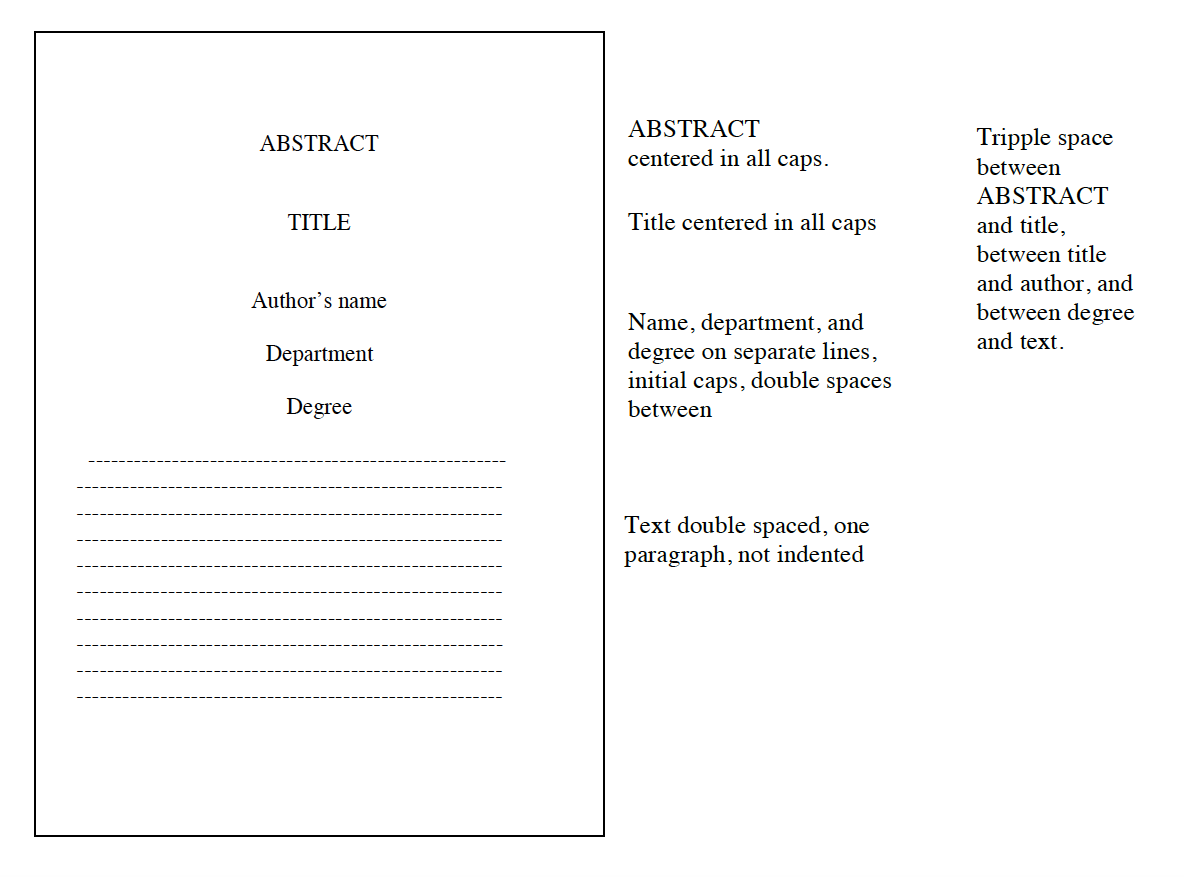 ABSTRACT
TITLE
Author’s name
Department
Degree
ABSTRACT
centered in all caps.
Title centered in all caps
Name, department, and
degree on separate lines,
initial caps, double spaces
between
Text double spaced, one
paragraph, not indented
Tripple space
between
ABSTRACT
and title,
between title
and author, and
between degree
and text.